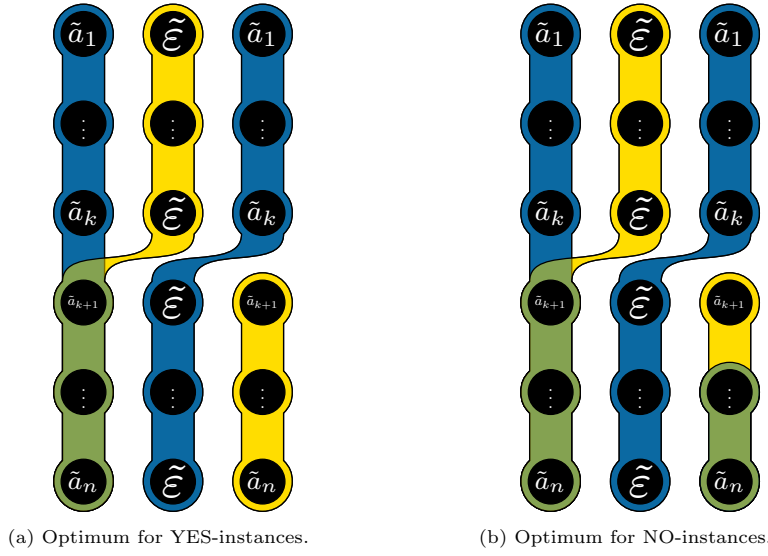 ã₁ ε̃ ã₁ ã₁ ε̃ ã₁
⋮ ⋮ ⋮ ⋮ ⋮ ⋮
ãₖ ε̃ ãₖ ãₖ ε̃ ãₖ
ãₖ₊₁ ε̃ ãₖ₊₁ ãₖ₊₁ ε̃ ãₖ₊₁
⋮ ⋮ ⋮ ⋮ ⋮ ⋮
ãₙ ε̃ ãₙ ãₙ ε̃ ãₙ
(a) Optimum for YES-instances. (b) Optimum for NO-instances.